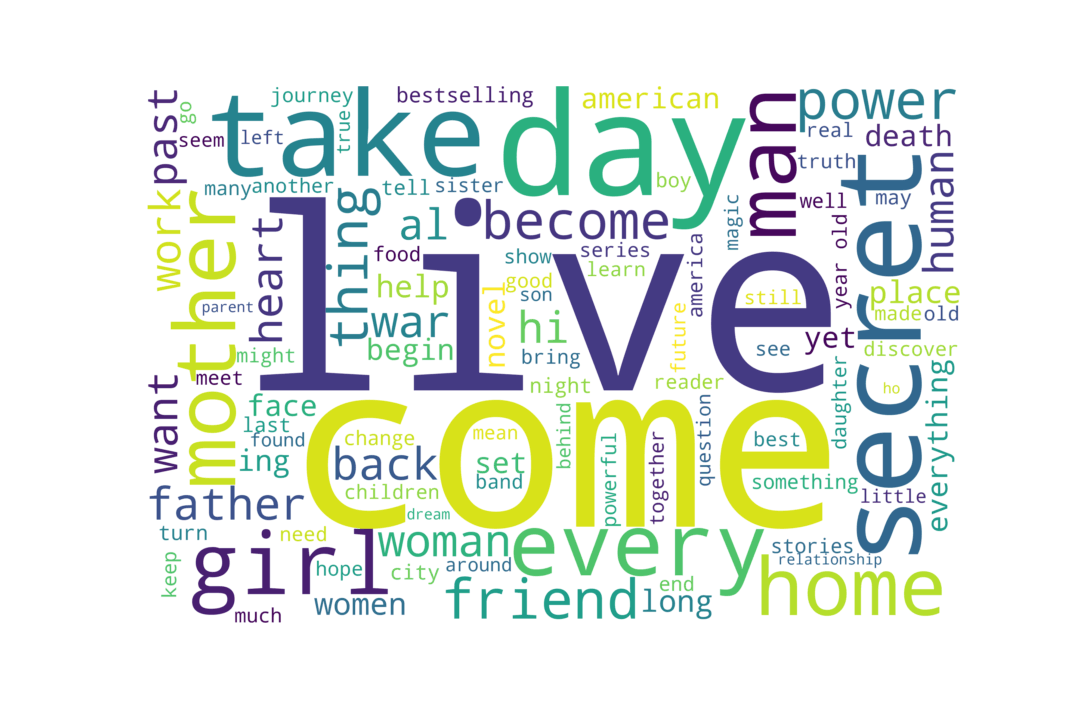 journey
bestselling
american
power
go
past
take
day
man
real
death
seem
left
true
truth
many
another
tell
sister
boy
secret
human
may
work
mother
heart
thing
al
become
magic
well
year old
food
show
series
america
live
help
good
learn
son
still
place
made
old
parent
war
novel
hi
future
yet
might
begin
bring
see
discover
want
meet
night
reader
daughter
ho
everything
face
come
last
found
change
mean
behind
powerful
together
question
best
ing
back
set
band
something
children
little
father
dream
turn
girl
need
woman
every
stories
relationship
keep
hope
city
around
end
home
women
friend
long
much